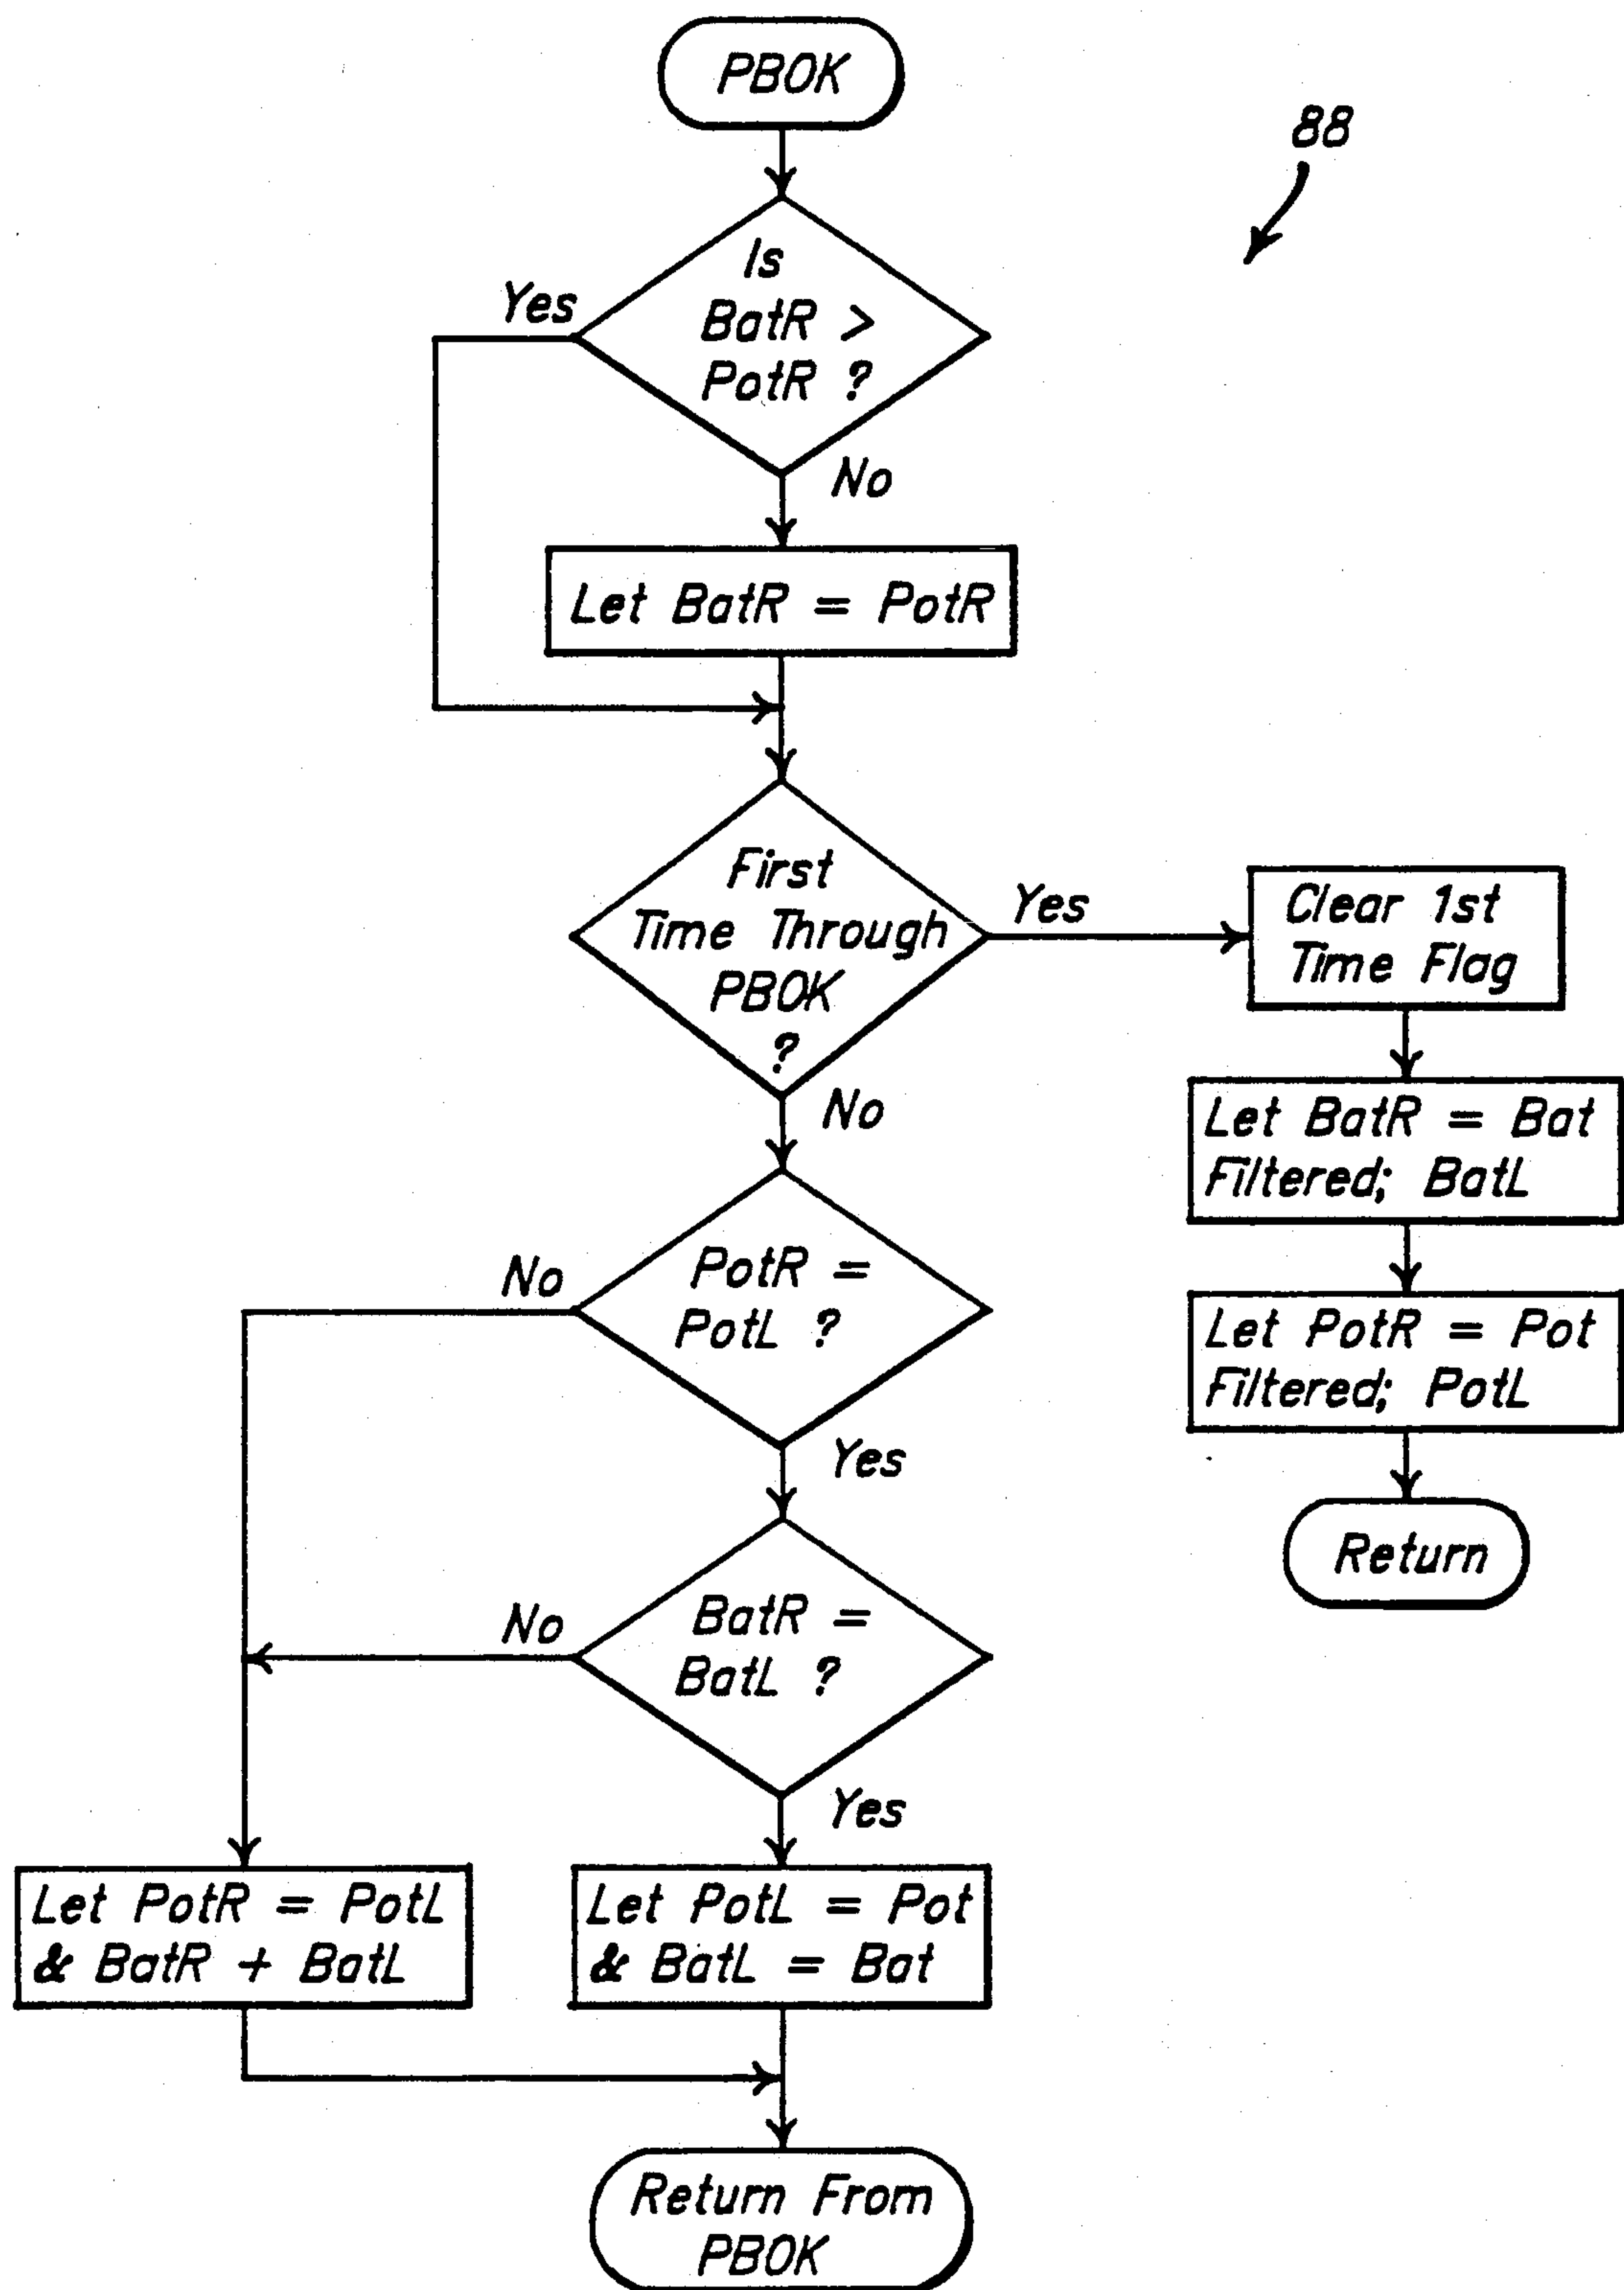 PBOK
88
Is
BatR >
PotR ?
Yes
No
Let BatR = PotR
First
Time Through
PBOK
?
Yes
No
Clear 1st
Time Flag
Let BatR = Bat
Filtered; BatL
Let PotR = Pot
Filtered; PotL
Return
PotR =
PotL ?
No
Yes
BatR =
BatL ?
No
Yes
Let PotR = PotL
& BatR + BatL
Let PotL = Pot
& BatL = Bat
Return From
PBOK